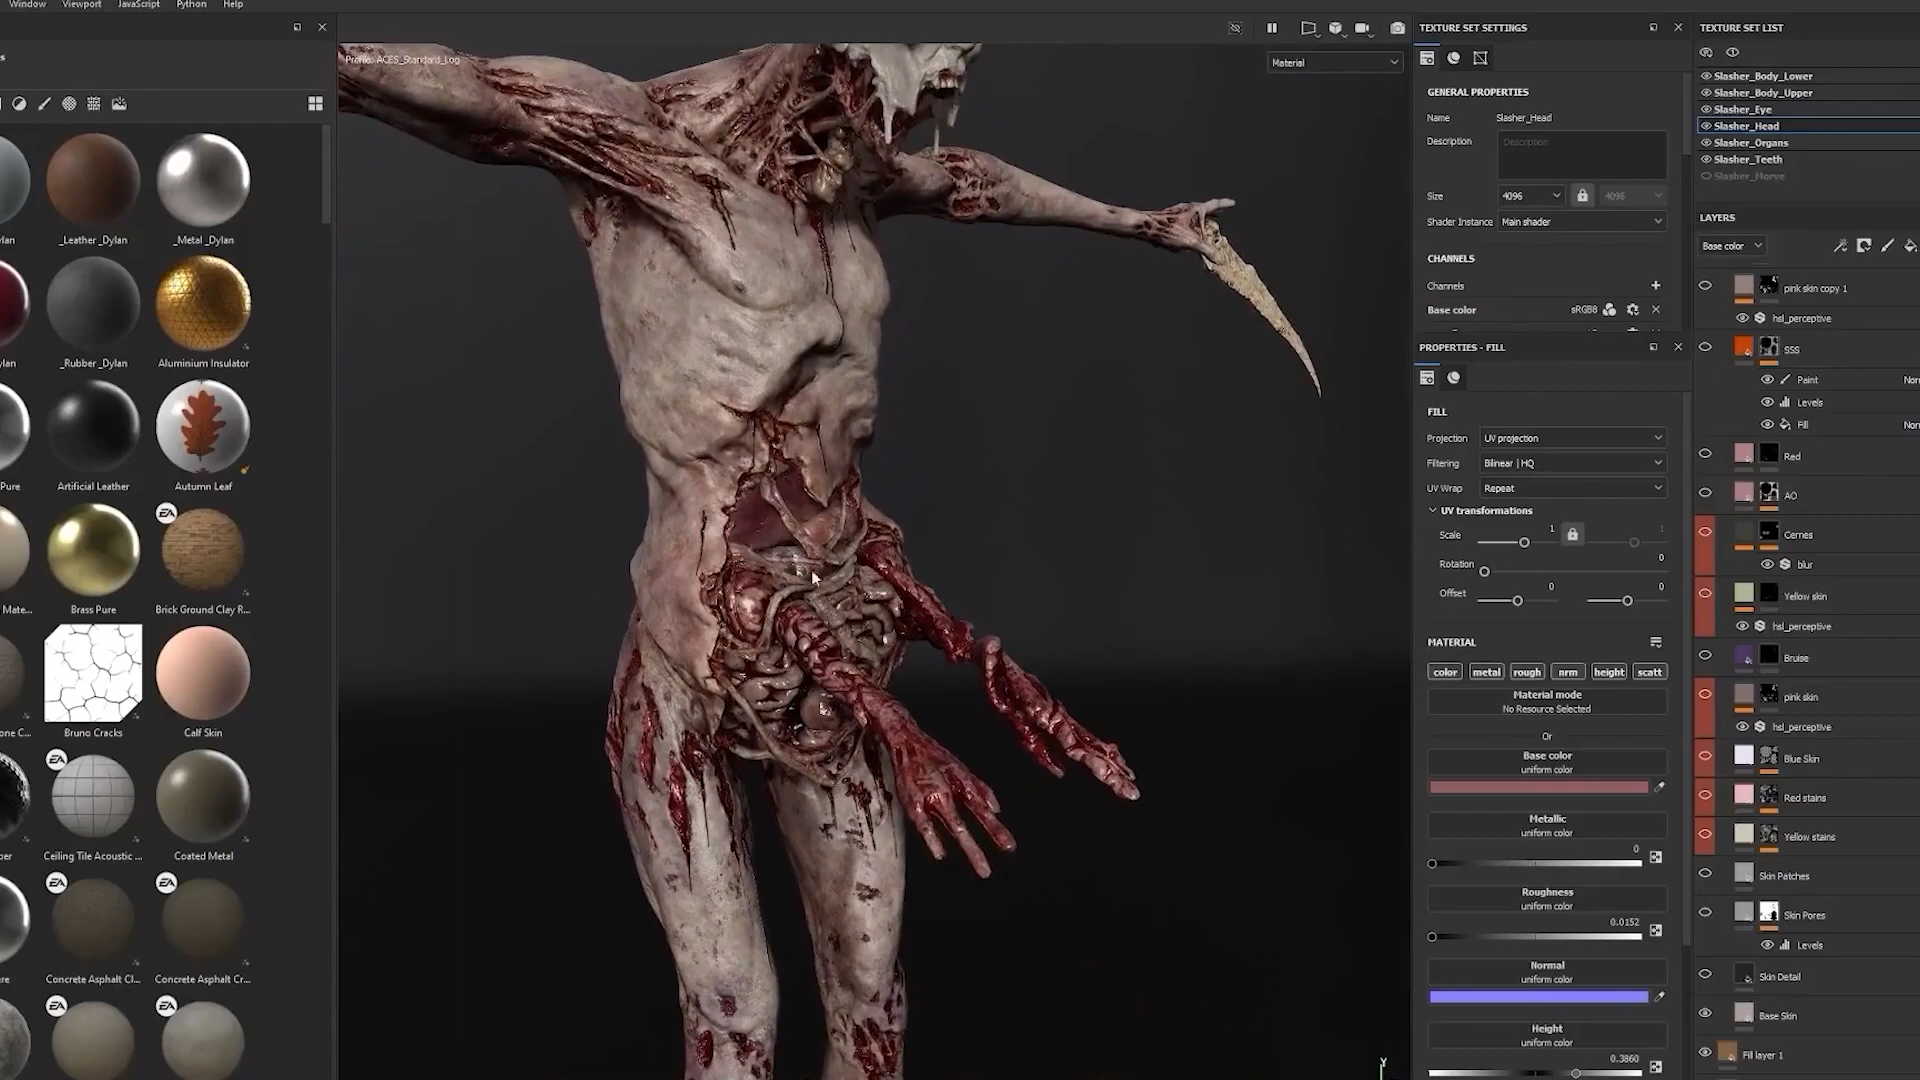 Window Viewport JavaScript Python Help
Profile: ACES_Standard_Log
Material
_Leather _Dylan
_Metal _Dylan
_Rubber _Dylan
Aluminium Insulator
Pure
Artificial Leather
Autumn Leaf
Mate...
Brass Pure
Brick Ground Clay R...
one C...
Bruno Cracks
Calf Skin
Ceiling Tile Acoustic ...
Coated Metal
Concrete Asphalt Cl...
Concrete Asphalt Cr...
TEXTURE SET SETTINGS
GENERAL PROPERTIES
Name Slasher_Head
Description Description
Size 4096 4096
Shader Instance Main shader
CHANNELS
Channels
Base color sRGB8
PROPERTIES - FILL
FILL
Projection UV projection
Filtering Bilinear | HQ
UV Wrap Repeat
UV transformations
Scale 1 1
Rotation 0
Offset 0 0
MATERIAL
color metal rough nrm height scatt
Material mode
No Resource Selected
Or
Base color
uniform color
Metallic
uniform color
0
Roughness
uniform color
0.0152
Normal
uniform color
Height
uniform color
0.3860
Y
TEXTURE SET LIST
Slasher_Body_Lower
Slasher_Body_Upper
Slasher_Eye
Slasher_Head
Slasher_Organs
Slasher_Teeth
Slasher_Morve
LAYERS
Base color
pink skin copy 1
hsl_perceptive
SSS
Paint
Levels
Fill
Red
AO
Cernes
blur
Yellow skin
hsl_perceptive
Bruise
pink skin
hsl_perceptive
Blue Skin
Red stains
Yellow stains
Skin Patches
Skin Pores
Levels
Skin Detail
Base Skin
Fill layer 1